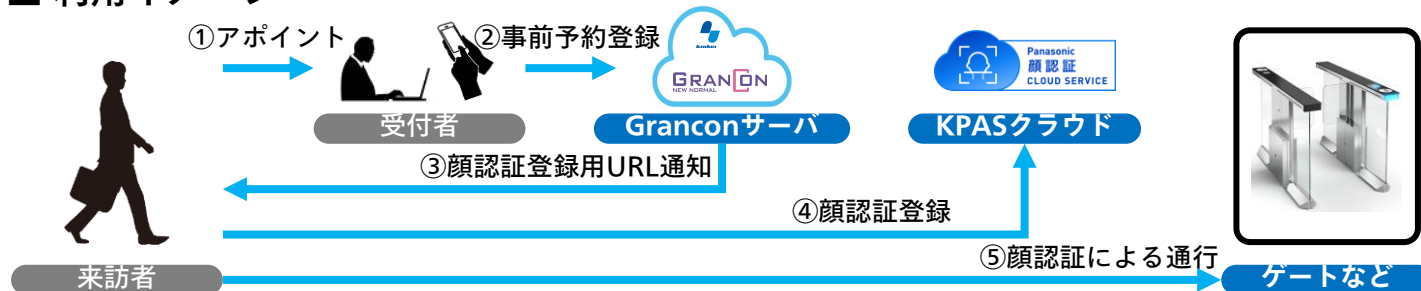 ■ 利用イメージ
①アポイント
②事前予約登録
GRANCON
NEW NORMAL
Panasonic
顔認証
CLOUD SERVICE
受付者
Granconサーバ
KPASクラウド
③顔認証登録用URL通知
④顔認証登録
⑤顔認証による通行
来訪者
ゲートなど